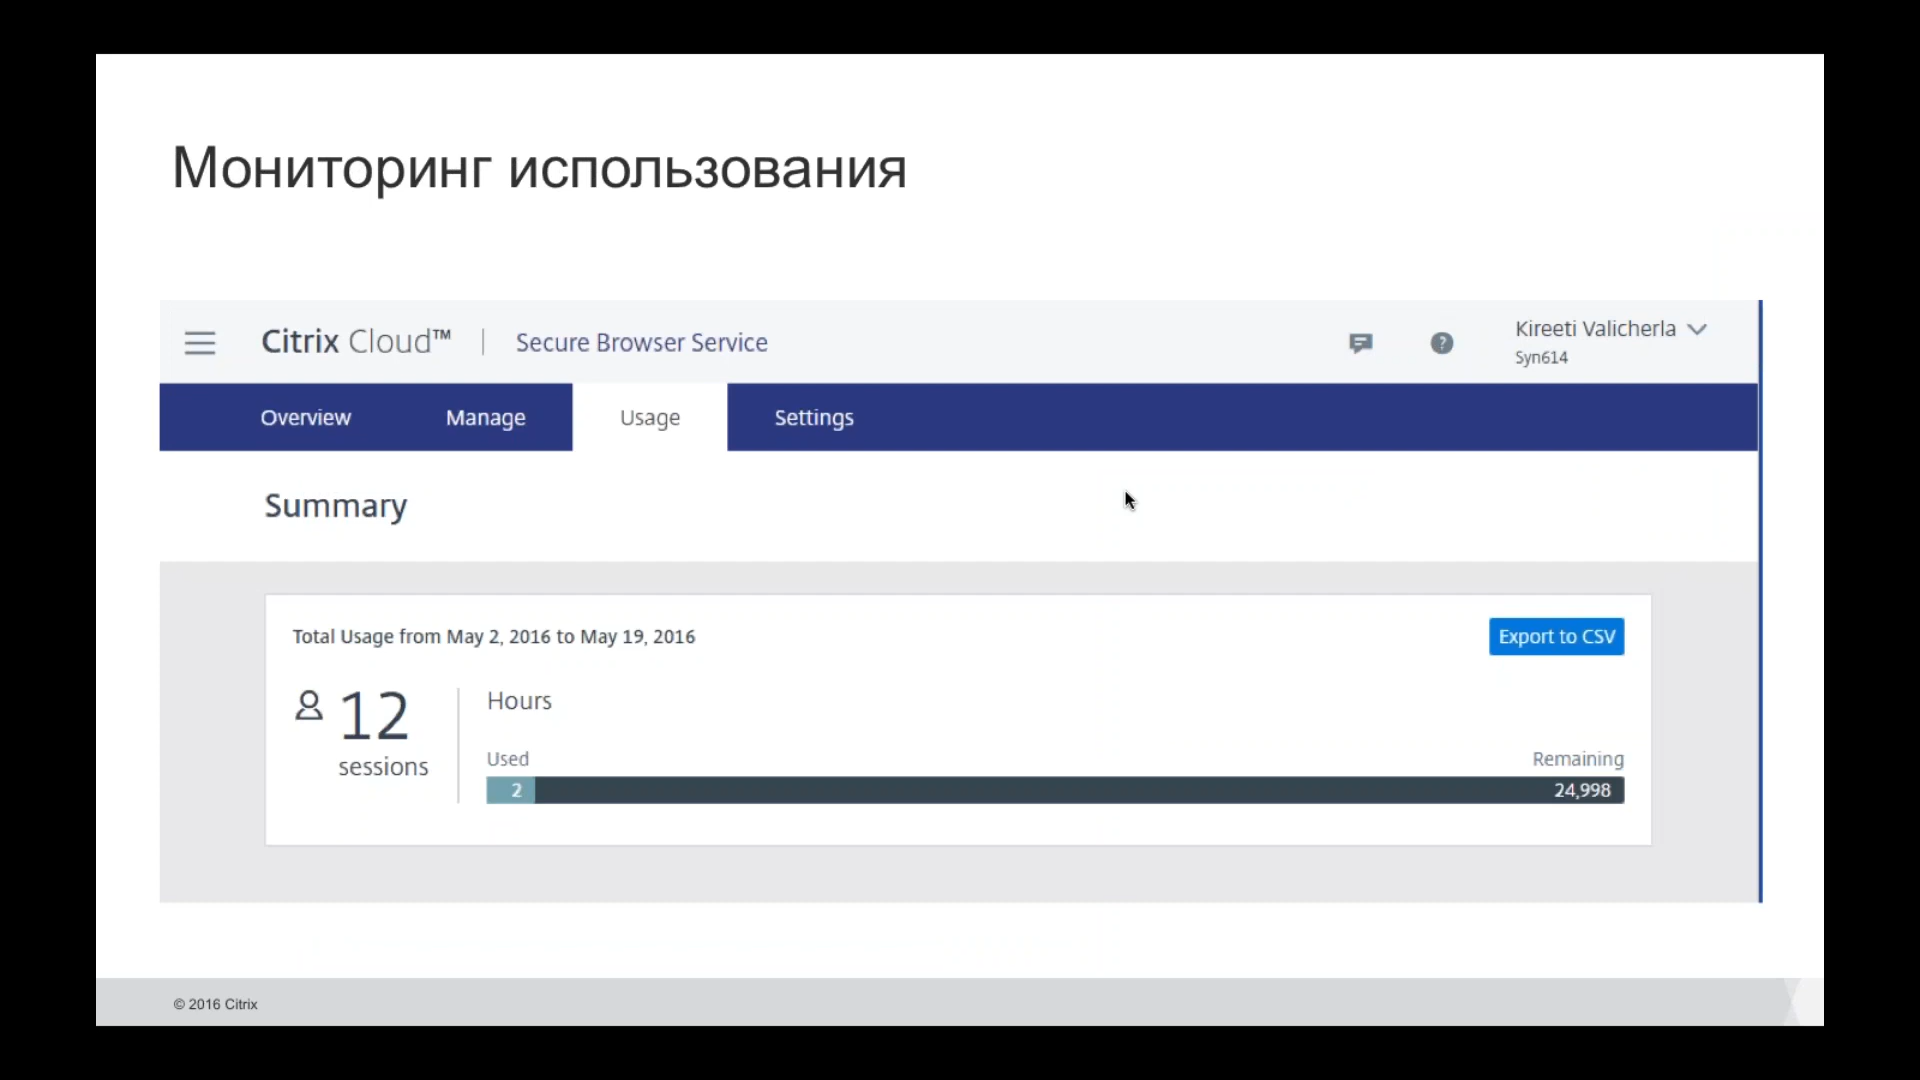 Мониторинг использования
Citrix Cloud™ | Secure Browser Service
Kireeti Valicherla
Syn614
Overview Manage Usage Settings
Summary
Total Usage from May 2, 2016 to May 19, 2016
Export to CSV
12
sessions
Hours
Used Remaining
2 24,998
© 2016 Citrix